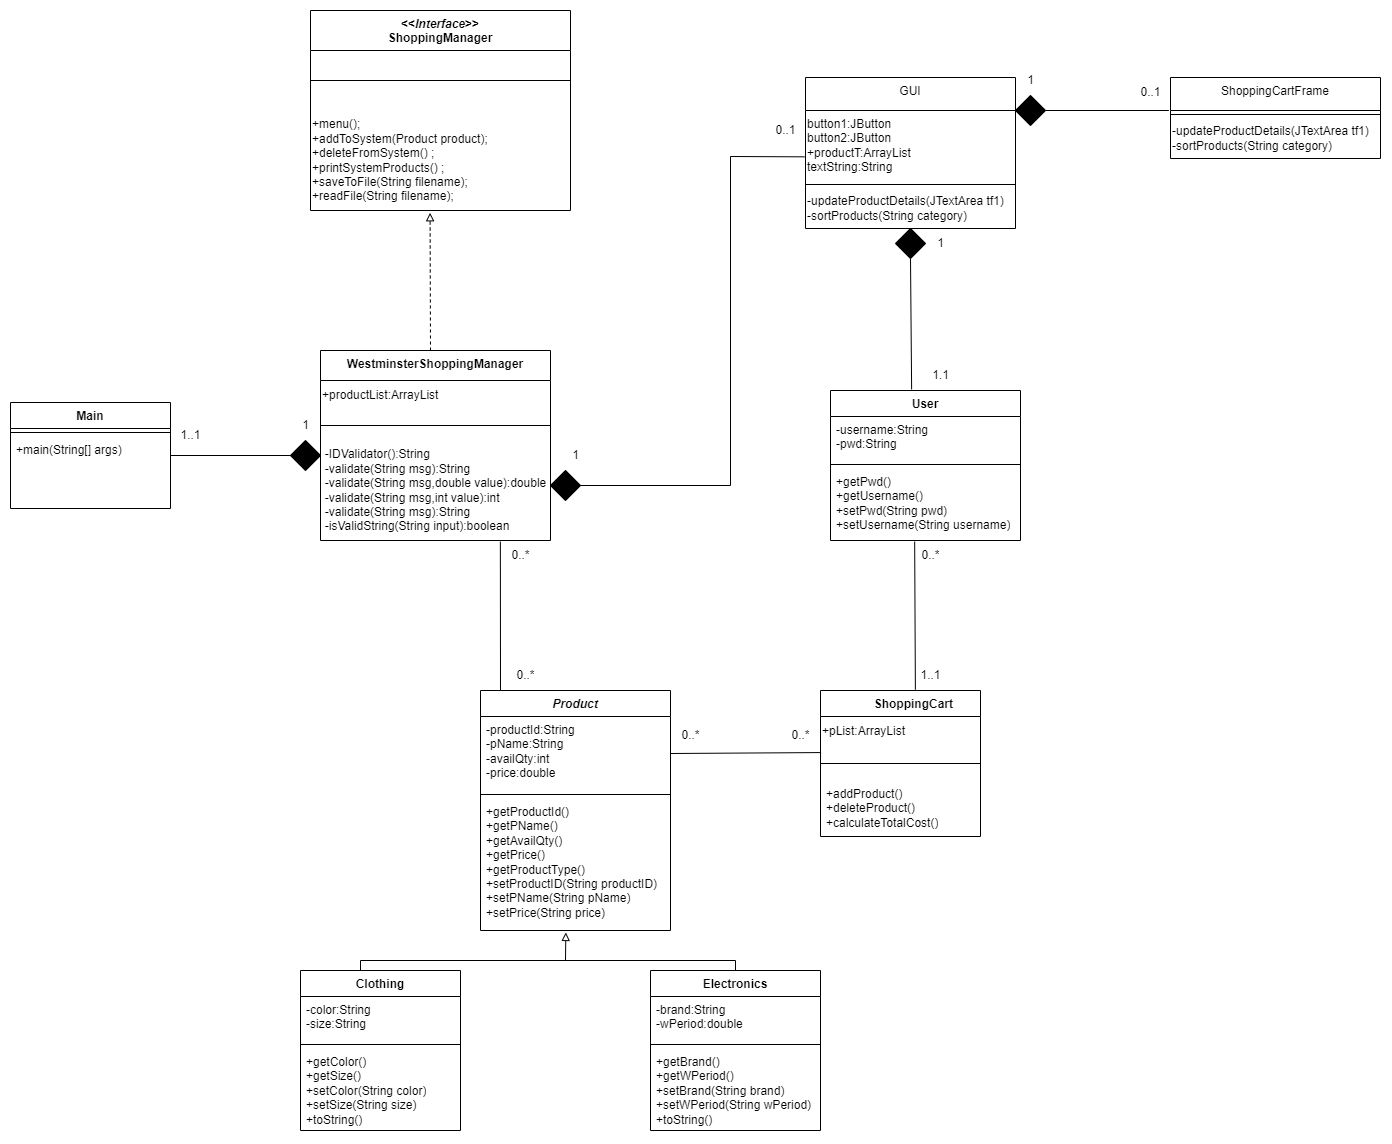 <<Interface>>
ShoppingManager
+menu();
+addToSystem(Product product);
+deleteFromSystem() ;
+printSystemProducts() ;
+saveToFile(String filename);
+readFile(String filename);
GUI
button1:JButton
button2:JButton
+productT:ArrayList
textString:String
-updateProductDetails(JTextArea tf1)
-sortProducts(String category)
1
0..1
ShoppingCartFrame
-updateProductDetails(JTextArea tf1)
-sortProducts(String category)
0..1
1
1.1
WestminsterShoppingManager
+productList:ArrayList
-IDValidator():String
-validate(String msg):String
-validate(String msg,double value):double
-validate(String msg,int value):int
-validate(String msg):String
-isValidString(String input):boolean
Main
+main(String[] args)
1..1
1
1
User
-username:String
-pwd:String
+getPwd()
+getUsername()
+setPwd(String pwd)
+setUsername(String username)
0..*
0..*
0..*
1..1
Product
-productId:String
-pName:String
-availQty:int
-price:double
+getProductId()
+getPName()
+getAvailQty()
+getPrice()
+getProductType()
+setProductID(String productID)
+setPName(String pName)
+setPrice(String price)
0..*
0..*
ShoppingCart
+pList:ArrayList
+addProduct()
+deleteProduct()
+calculateTotalCost()
Clothing
-color:String
-size:String
+getColor()
+getSize()
+setColor(String color)
+setSize(String size)
+toString()
Electronics
-brand:String
-wPeriod:double
+getBrand()
+getWPeriod()
+setBrand(String brand)
+setWPeriod(String wPeriod)
+toString()